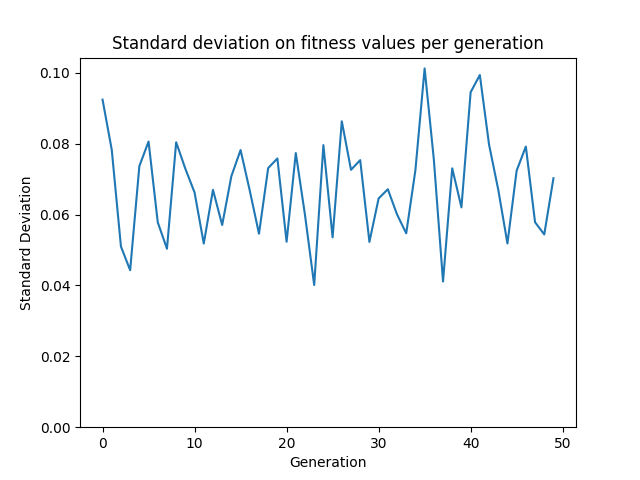 Standard deviation on fitness values per generation
0.10
0.08
0.06
0.04
0.02
0.00
Standard Deviation
0 10 20 30 40 50
Generation